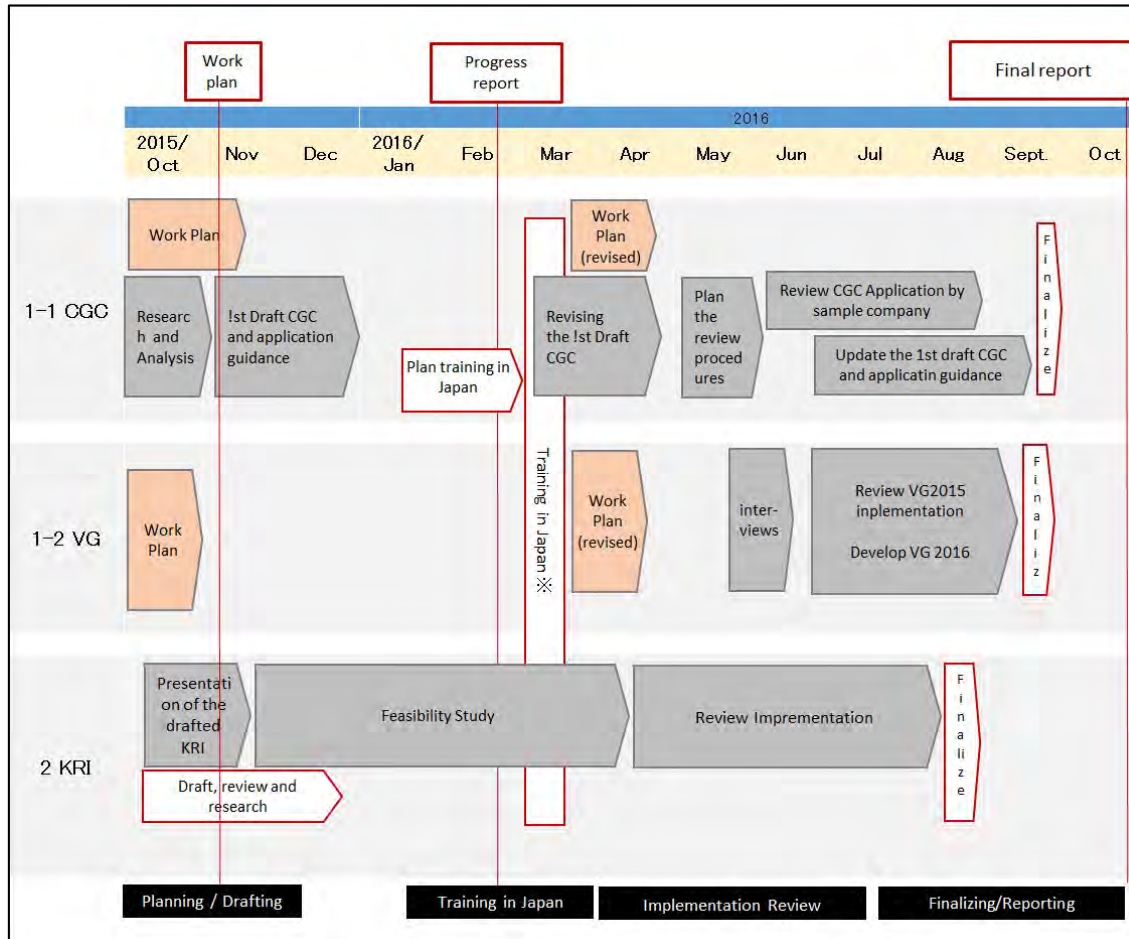 Work
plan
Progress
report
Final report
2016
2015/
Oct
Nov
Dec
2016/
Jan
Feb
Mar
Apr
May
Jun
Jul
Aug
Sept.
Oct
1-1 CGC
Work Plan
Work
Plan
(revised)
Researc
h and
Analysis
!st Draft CGC
and application
guidance
Plan training in
Japan
Revising
the !st Draft
CGC
Plan
the
review
proced
ures
Review CGC Application by
sample company
Update the 1st draft CGC
and applicatin guidance
F
i
n
a
l
i
z
e
Training in Japan ※
1-2 VG
Work
Plan
Work
Plan
(revised)
inter-
views
Review VG2015
inplementation
Develop VG 2016
F
i
n
a
l
i
z
2 KRI
Presentati
on of the
drafted
KRI
Feasibility Study
Review Imprementation
F
i
n
a
l
i
z
e
Draft, review and
research
Planning / Drafting
Training in Japan
Implementation Review
Finalizing/Reporting